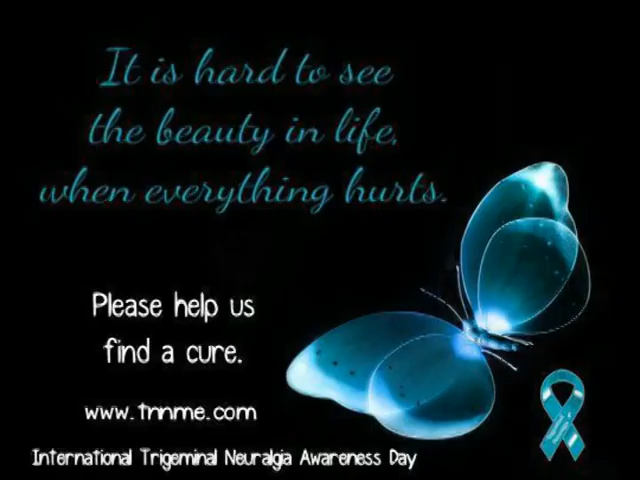 It is hard to see
the beauty in life,
when everything hurts.
Please help us
find a cure.
www.tnnme.com
International Trigeminal Neuralgia Awareness Day